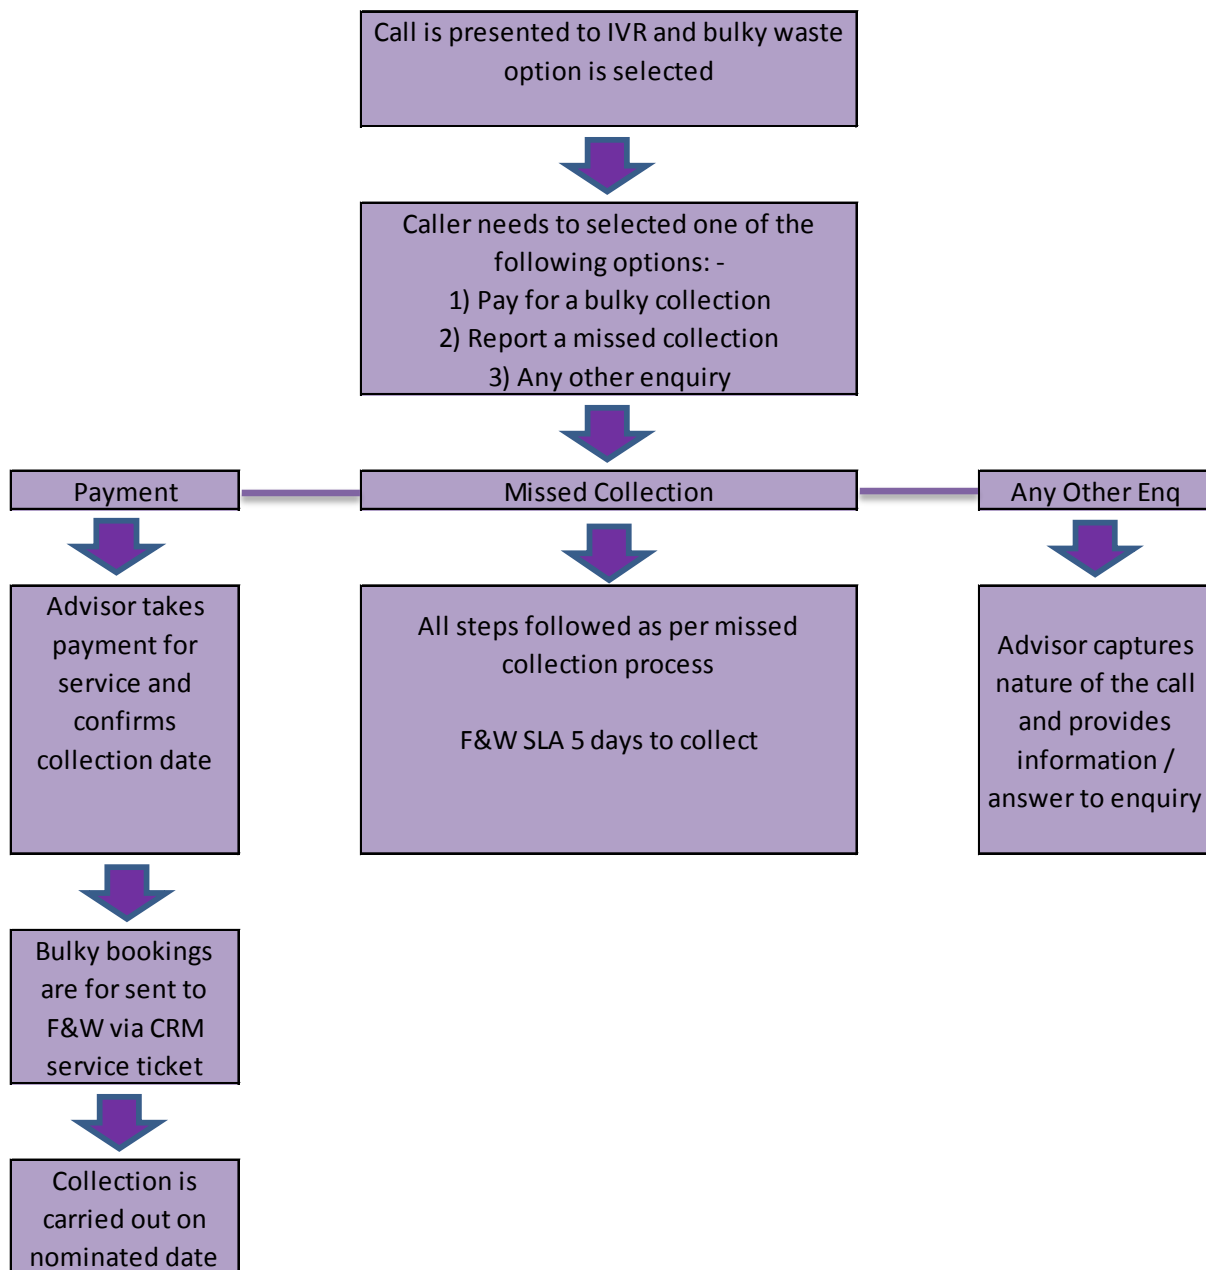 Call is presented to IVR and bulky waste
option is selected
Caller needs to selected one of the
following options: -
1) Pay for a bulky collection
2) Report a missed collection
3) Any other enquiry
Payment
Missed Collection
Any Other Enq
Advisor takes
payment for
service and
confirms
collection date
All steps followed as per missed
collection process
F&W SLA 5 days to collect
Advisor captures
nature of the call
and provides
information /
answer to enquiry
Bulky bookings
are for sent to
F&W via CRM
service ticket
Collection is
carried out on
nominated date